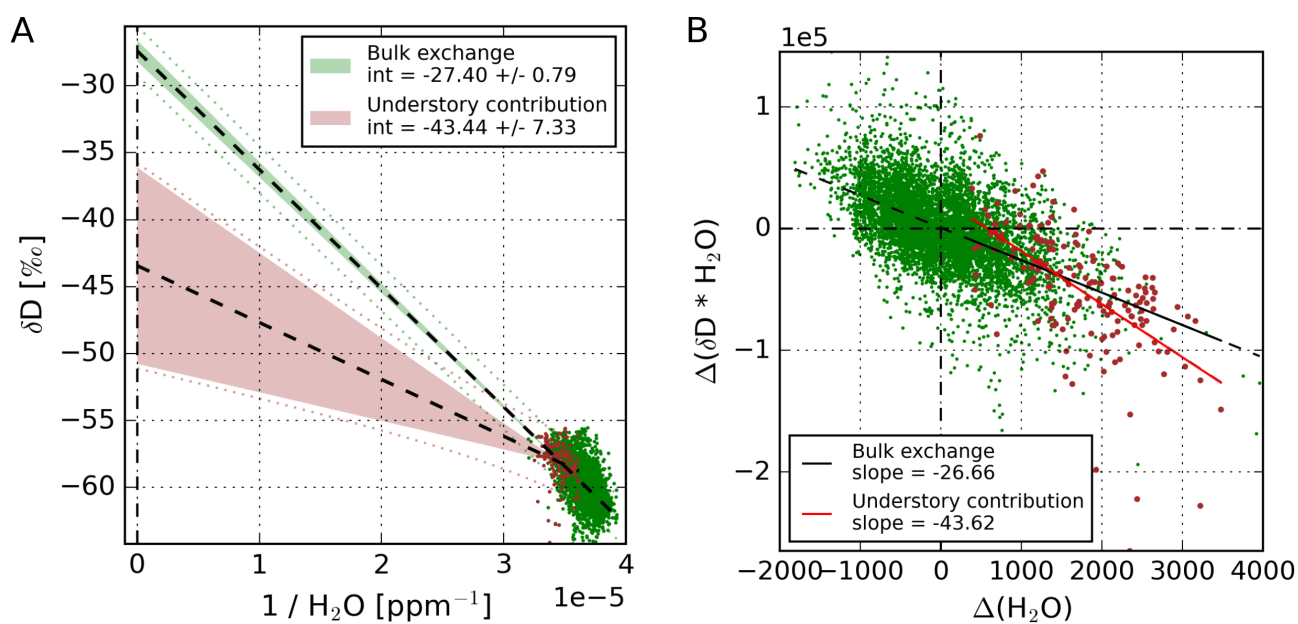 A
δD [‰]
−30
−35
−40
−45
−50
−55
−60
Bulk exchange
int = -27.40 +/- 0.79
Understory contribution
int = -43.44 +/- 7.33
0 1 2 3 4
1e−5
1 / H₂O [ppm⁻¹]
B
1e5
Δ(δD * H₂O)
1
0
−1
−2
Bulk exchange
slope = -26.66
Understory contribution
slope = -43.62
−2000 −1000 0 1000 2000 3000 4000
Δ(H₂O)